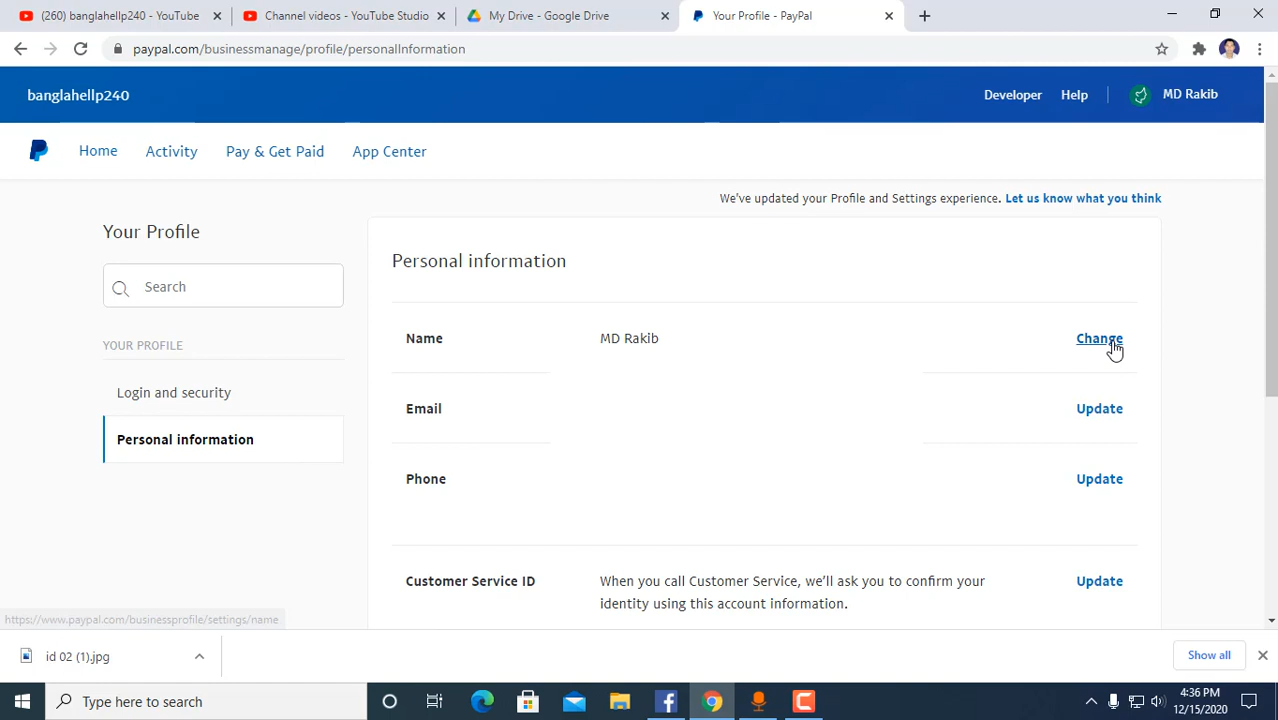 (260) banglahellp240 - YouTube
Channel videos - YouTube Studio
My Drive - Google Drive
Your Profile - PayPal
paypal.com/businessmanage/profile/personalInformation
banglahellp240
Developer
Help
MD Rakib
Home
Activity
Pay & Get Paid
App Center
We've updated your Profile and Settings experience. Let us know what you think
Your Profile
Search
YOUR PROFILE
Login and security
Personal information
Personal information
Name
MD Rakib
Change
Email
Update
Phone
Update
Customer Service ID
When you call Customer Service, we'll ask you to confirm your
identity using this account information.
Update
https://www.paypal.com/businessprofile/settings/name
id 02 (1).jpg
Show all
Type here to search
4:36 PM
12/15/2020